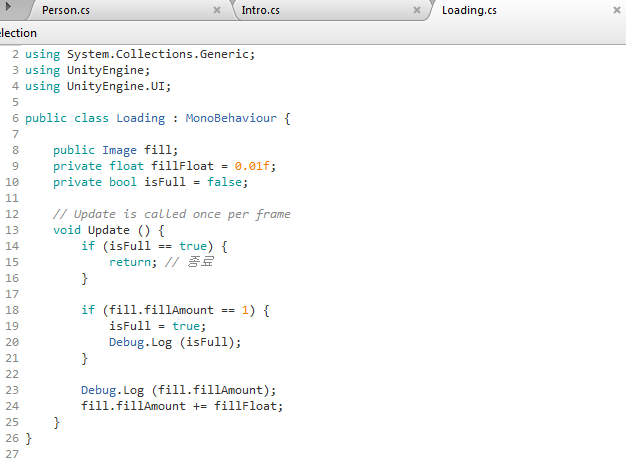 Person.cs × Intro.cs × Loading.cs ×
election
2 using System.Collections.Generic;
3 using UnityEngine;
4 using UnityEngine.UI;
5
6 public class Loading : MonoBehaviour {
7
8     public Image fill;
9     private float fillFloat = 0.01f;
10     private bool isFull = false;
11
12     // Update is called once per frame
13     void Update () {
14         if (isFull == true) {
15             return; // 종료
16         }
17
18         if (fill.fillAmount == 1) {
19             isFull = true;
20             Debug.Log (isFull);
21         }
22
23         Debug.Log (fill.fillAmount);
24         fill.fillAmount += fillFloat;
25     }
26 }
27